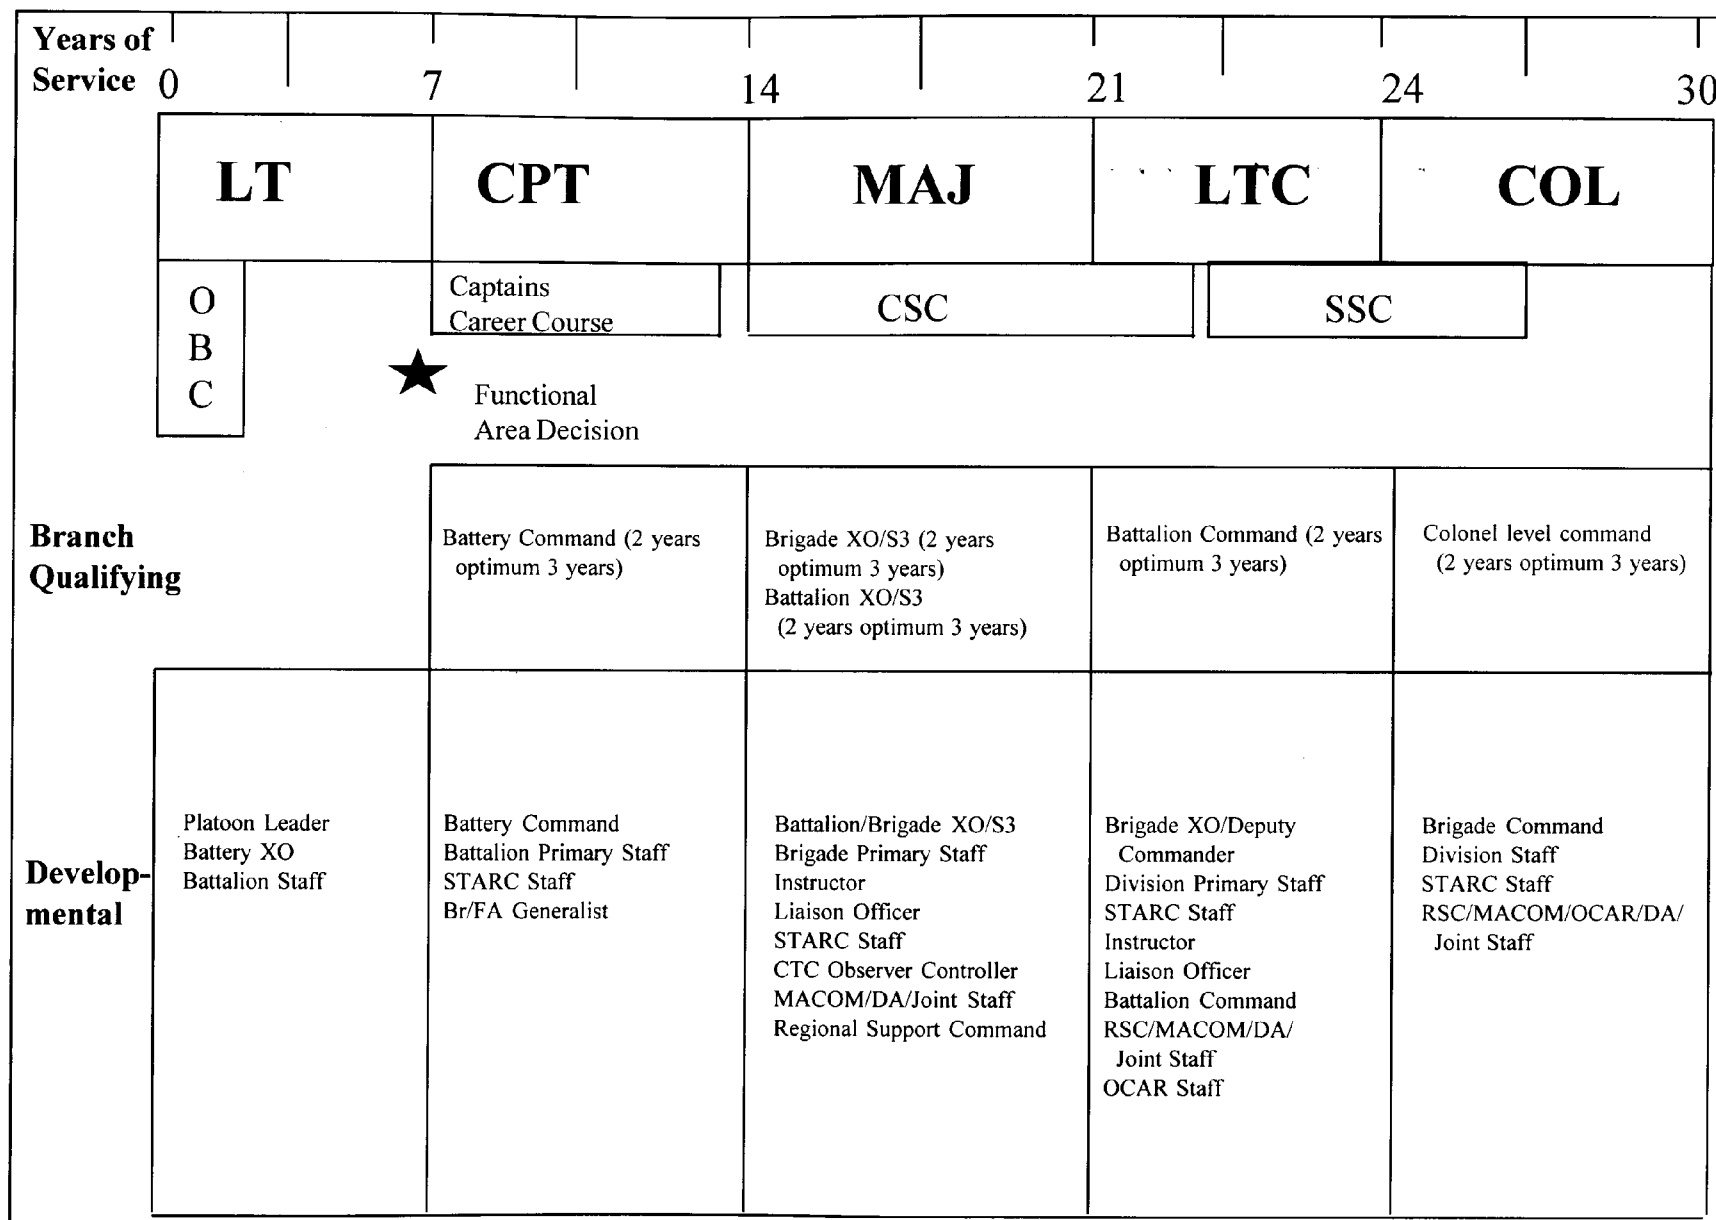 Years of
Service 0 7 14 21 24 30
LT CPT MAJ LTC COL
O
B
C
Captains
Career Course
CSC
SSC
Functional
Area Decision
Branch
Qualifying
Battery Command (2 years
optimum 3 years)
Brigade XO/S3 (2 years
optimum 3 years)
Battalion XO/S3
(2 years optimum 3 years)
Battalion Command (2 years
optimum 3 years)
Colonel level command
(2 years optimum 3 years)
Develop-
mental
Platoon Leader
Battery XO
Battalion Staff
Battery Command
Battalion Primary Staff
STARC Staff
Br/FA Generalist
Battalion/Brigade XO/S3
Brigade Primary Staff
Instructor
Liaison Officer
STARC Staff
CTC Observer Controller
MACOM/DA/Joint Staff
Regional Support Command
Brigade XO/Deputy
Commander
Division Primary Staff
STARC Staff
Instructor
Liaison Officer
Battalion Command
RSC/MACOM/DA/
Joint Staff
OCAR Staff
Brigade Command
Division Staff
STARC Staff
RSC/MACOM/OCAR/DA/
Joint Staff